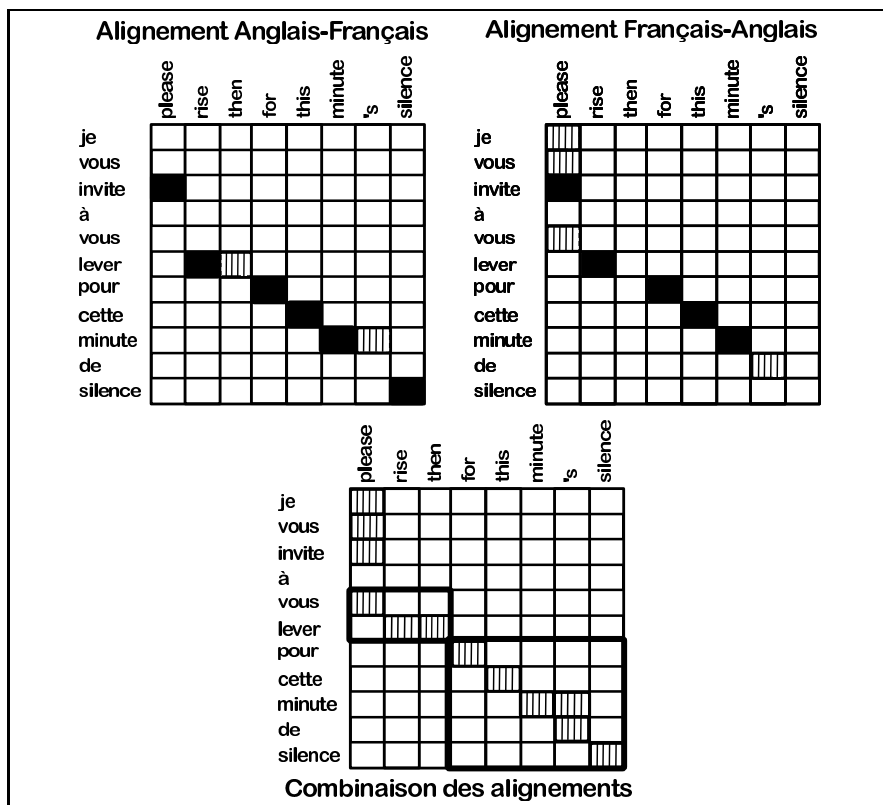 Alignement Anglais-Français
please rise then for this minute 's silence
je
vous
invite
à
vous
lever
pour
cette
minute
de
silence
Alignement Français-Anglais
please rise then for this minute 's silence
je
vous
invite
à
vous
lever
pour
cette
minute
de
silence
please rise then for this minute 's silence
je
vous
invite
à
vous
lever
pour
cette
minute
de
silence
Combinaison des alignements